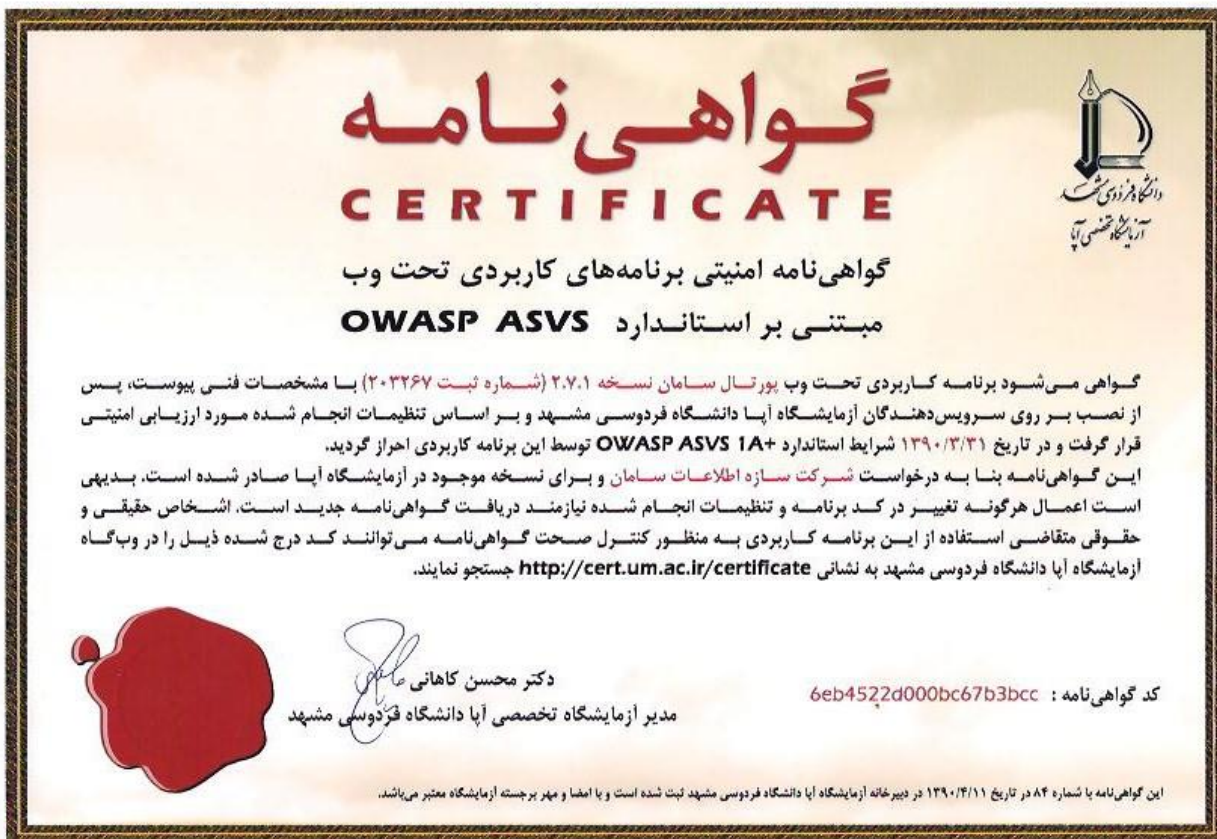 گواهی‌نامه
CERTIFICATE
دانشگاه فردوسی مشهد
آزمایشگاه تخصصی آپا
گواهی‌نامه امنیتی برنامه‌های کاربردی تحت وب
مبتنی بر استاندارد OWASP ASVS
گواهی می‌شود برنامه کاربردی تحت وب پورتال سامان نسخه ۲.۷.۱ (شماره ثبت ۲۰۳۲۶۷) با مشخصات فنی پیوست، پس
از نصب بر روی سرویس‌دهندگان آزمایشگاه آپا دانشگاه فردوسی مشهد و بر اساس تنظیمات انجام شده مورد ارزیابی امنیتی
قرار گرفت و در تاریخ ۱۳۹۰/۳/۳۱ شرایط استاندارد OWASP ASVS 1A+ توسط این برنامه کاربردی احراز گردید.
این گواهی‌نامه بنا به درخواست شرکت سازه اطلاعات سامان و برای نسخه موجود در آزمایشگاه آپا صادر شده است. بدیهی
است اعمال هرگونه تغییر در کد برنامه و تنظیمات انجام شده نیازمند دریافت گواهی‌نامه جدید است. اشخاص حقیقی و
حقوقی متقاضی استفاده از این برنامه کاربردی به منظور کنترل صحت گواهی‌نامه می‌توانند کد درج شده ذیل را در وب‌گاه
آزمایشگاه آپا دانشگاه فردوسی مشهد به نشانی http://cert.um.ac.ir/certificate جستجو نمایند.
کد گواهی‌نامه : 6eb4522d000bc67b3bcc
دکتر محسن کاهانی
مدیر آزمایشگاه تخصصی آپا دانشگاه فردوسی مشهد
این گواهی‌نامه با شماره ۸۴ در تاریخ ۱۳۹۰/۴/۱۱ در دبیرخانه آزمایشگاه آپا دانشگاه فردوسی مشهد ثبت شده است و با امضا و مهر برجسته آزمایشگاه معتبر می‌باشد.